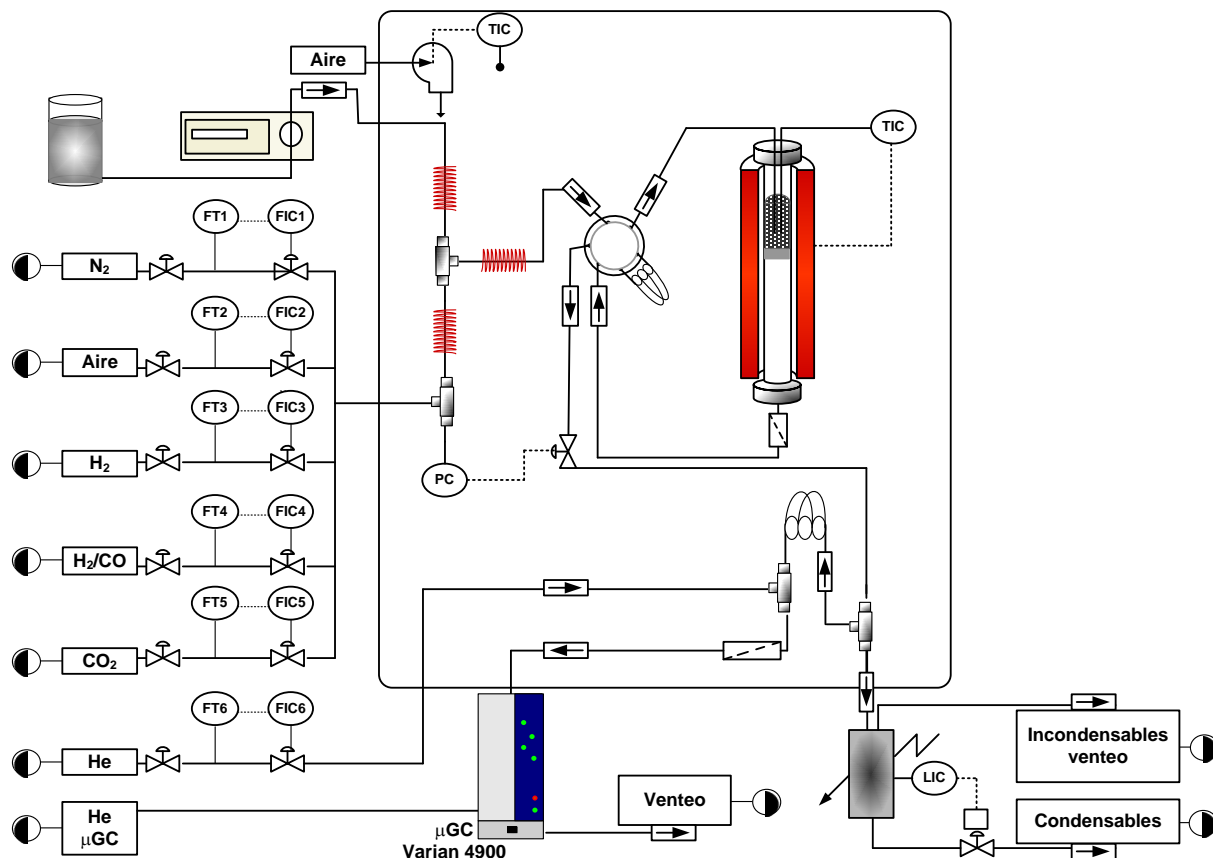 TIC
Aire
TIC
FT1
FIC1
N₂
FT2
FIC2
Aire
FT3
FIC3
H₂
PC
FT4
FIC4
H₂/CO
FT5
FIC5
CO₂
FT6
FIC6
He
Incondensables
venteo
LIC
Venteo
He
μGC
μGC
Varian 4900
Condensables